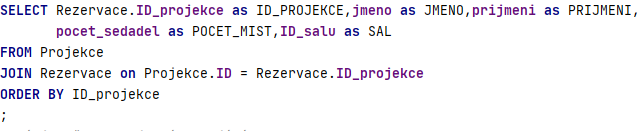 SELECT Rezervace.ID_projekce as ID_PROJEKCE,jmeno as JMENO,prijmeni as PRIJMENI,
pocet_sedadel as POCET_MIST,ID_salu as SAL
FROM Projekce
JOIN Rezervace on Projekce.ID = Rezervace.ID_projekce
ORDER BY ID_projekce
;